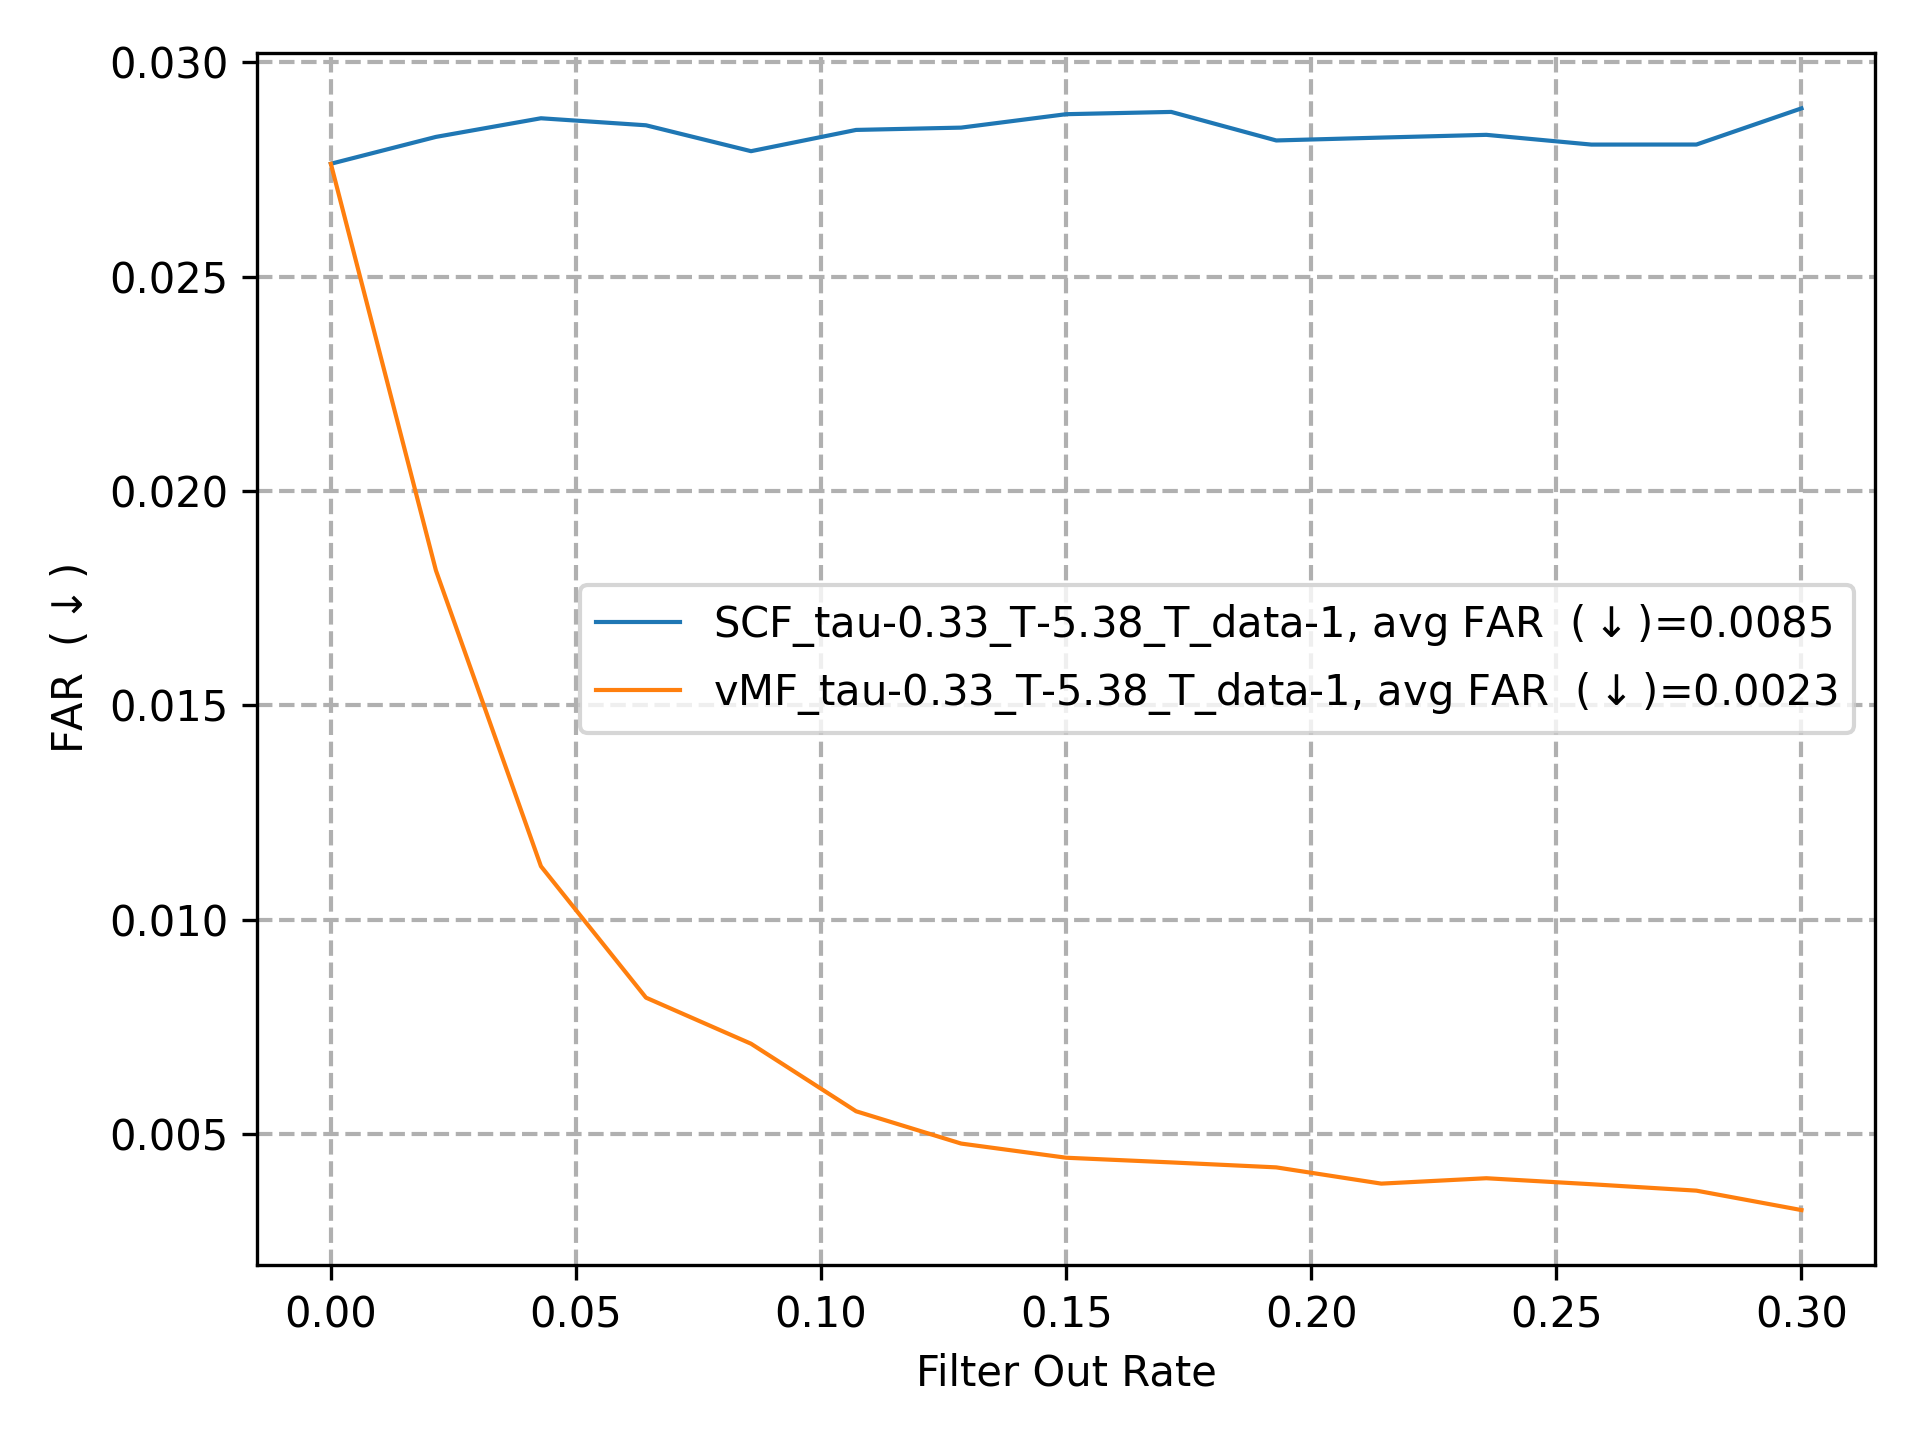 0.030
0.025
0.020
0.015
0.010
0.005
FAR (↓)
SCF_tau-0.33_T-5.38_T_data-1, avg FAR (↓)=0.0085
vMF_tau-0.33_T-5.38_T_data-1, avg FAR (↓)=0.0023
0.00 0.05 0.10 0.15 0.20 0.25 0.30
Filter Out Rate